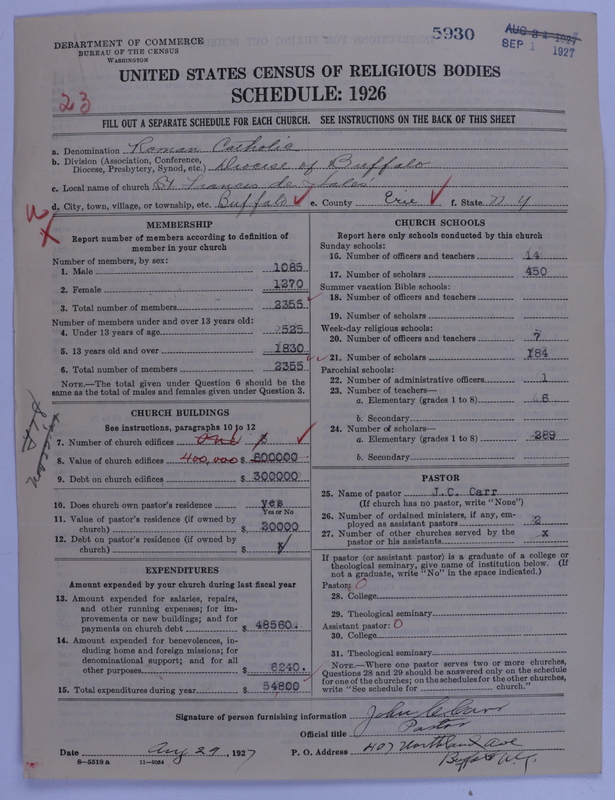 5930
AUG 24 1927
SEP 1 1927
DEPARTMENT OF COMMERCE
BUREAU OF THE CENSUS
WASHINGTON
UNITED STATES CENSUS OF RELIGIOUS BODIES
SCHEDULE: 1926
23
FILL OUT A SEPARATE SCHEDULE FOR EACH CHURCH. SEE INSTRUCTIONS ON THE BACK OF THIS SHEET
a. Denomination Roman Catholic
b. Division (Association, Conference, Diocese, Presbytery, Synod, etc.) Diocese of Buffalo
c. Local name of church St. Francis de Sales
d. City, town, village, or township, etc. Buffalo e. County Erie f. State N Y
MEMBERSHIP
Report number of members according to definition of member in your church
Number of members, by sex:
1. Male 1085
2. Female 1270
3. Total number of members 2355
Number of members under and over 13 years old:
4. Under 13 years of age 525
5. 13 years old and over 1830
6. Total number of members 2355
NOTE.—The total given under Question 6 should be the same as the total of males and females given under Question 3.
CHURCH BUILDINGS
See instructions, paragraphs 10 to 12
7. Number of church edifices One
8. Value of church edifices 400,000 $ 800000
9. Debt on church edifices $ 300000
10. Does church own pastor's residence yes
Yes or No
11. Value of pastor's residence (if owned by church) $ 20000
12. Debt on pastor's residence (if owned by church) $
EXPENDITURES
Amount expended by your church during last fiscal year
13. Amount expended for salaries, repairs, and other running expenses; for improvements or new buildings; and for payments on church debt $ 48560.
14. Amount expended for benevolences, including home and foreign missions; for denominational support; and for all other purposes $ 6240.
15. Total expenditures during year $ 54800
CHURCH SCHOOLS
Report here only schools conducted by this church
Sunday schools:
16. Number of officers and teachers 14
17. Number of scholars 450
Summer vacation Bible schools:
18. Number of officers and teachers
19. Number of scholars
Week-day religious schools:
20. Number of officers and teachers 7
21. Number of scholars 184
Parochial schools:
22. Number of administrative officers 1
23. Number of teachers—
a. Elementary (grades 1 to 8) 6
b. Secondary
24. Number of scholars—
a. Elementary (grades 1 to 8) 289
b. Secondary
PASTOR
25. Name of pastor J.C. Carr
(If church has no pastor, write "None")
26. Number of ordained ministers, if any, employed as assistant pastors 2
27. Number of other churches served by the pastor or his assistants x
If pastor (or assistant pastor) is a graduate of a college or theological seminary, give name of institution below. (If not a graduate, write "No" in the space indicated.)
Pastor: 0
28. College
29. Theological seminary
Assistant pastor: 0
30. College
31. Theological seminary
NOTE.—Where one pastor serves two or more churches, Questions 28 and 29 should be answered only on the schedule for one of the churches; on the schedules for the other churches, write "See schedule for church."
Signature of person furnishing information John C. Carr
Official title Pastor
Date Aug 29, 1927 P. O. Address 407 Northland Ave
Buffalo N.Y.
8—5518a 11—9084